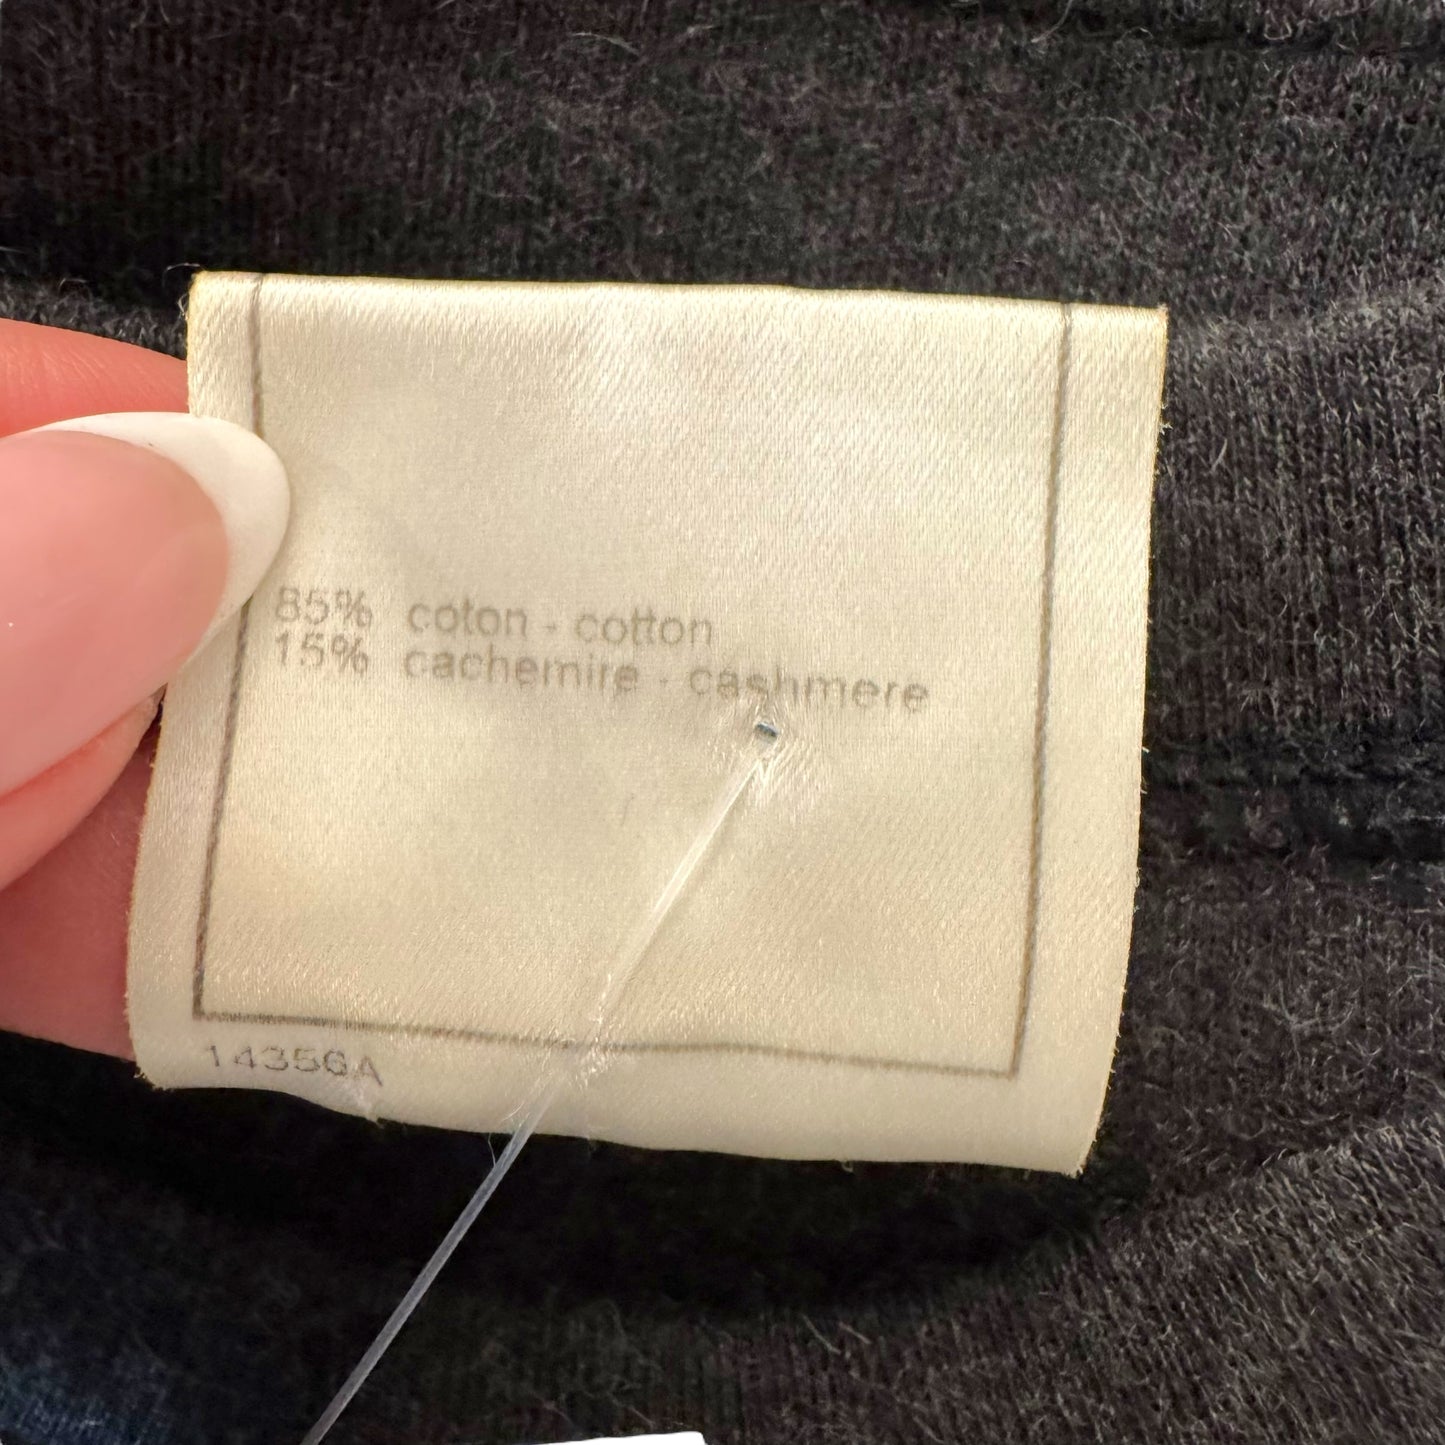 85% coton - cotton
15% cachemire - cashmere
14356A